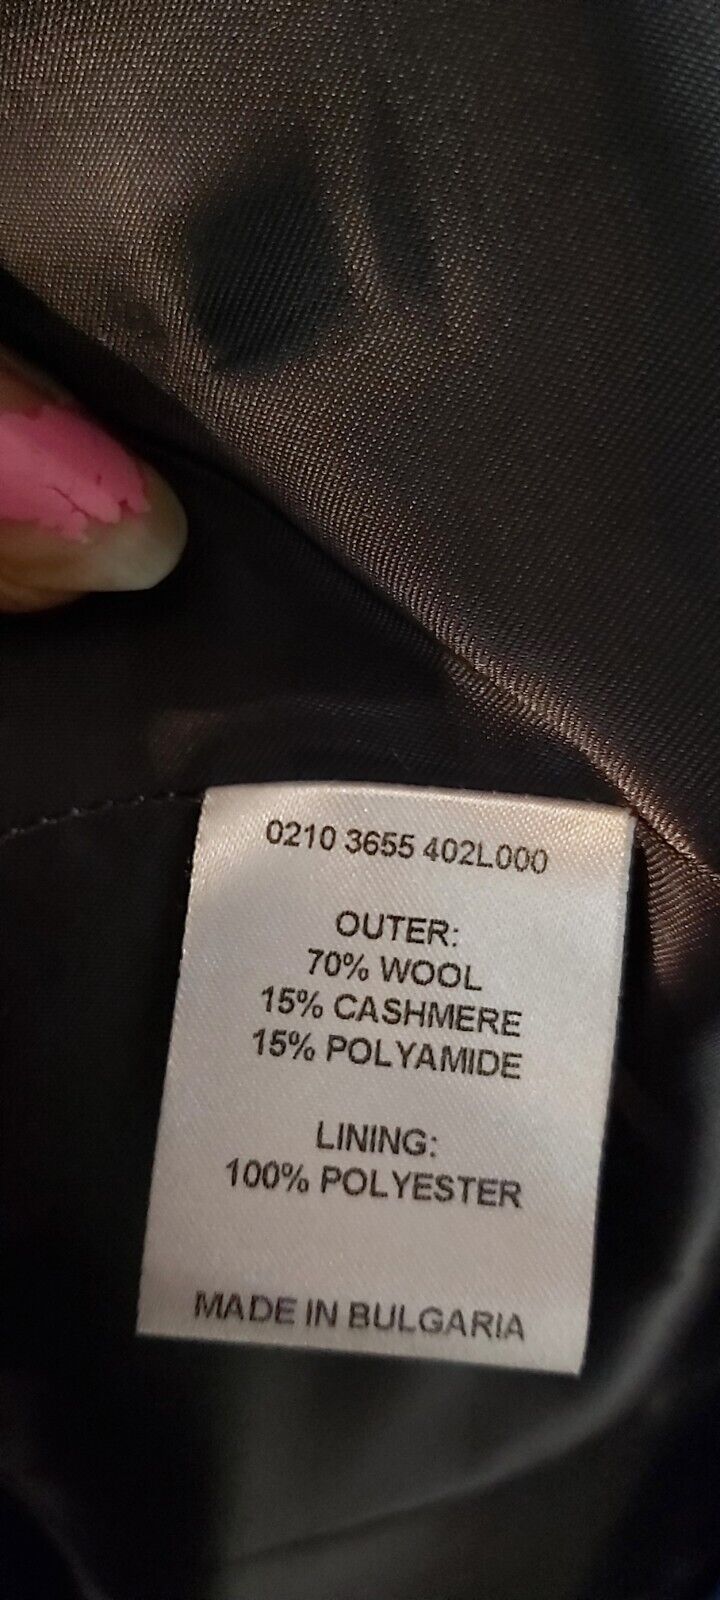 0210 3655 402L000
OUTER:
70% WOOL
15% CASHMERE
15% POLYAMIDE
LINING:
100% POLYESTER
MADE IN BULGARIA